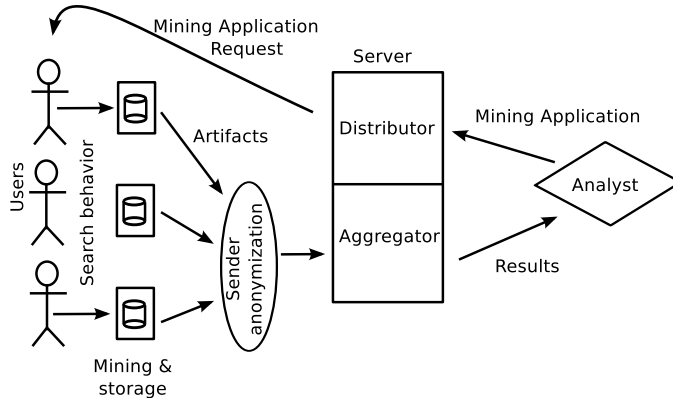 Mining Application
Request
Server
Distributor
Mining Application
Artifacts
Users
Search behavior
Analyst
Sender
anonymization
Aggregator
Results
Mining &
storage